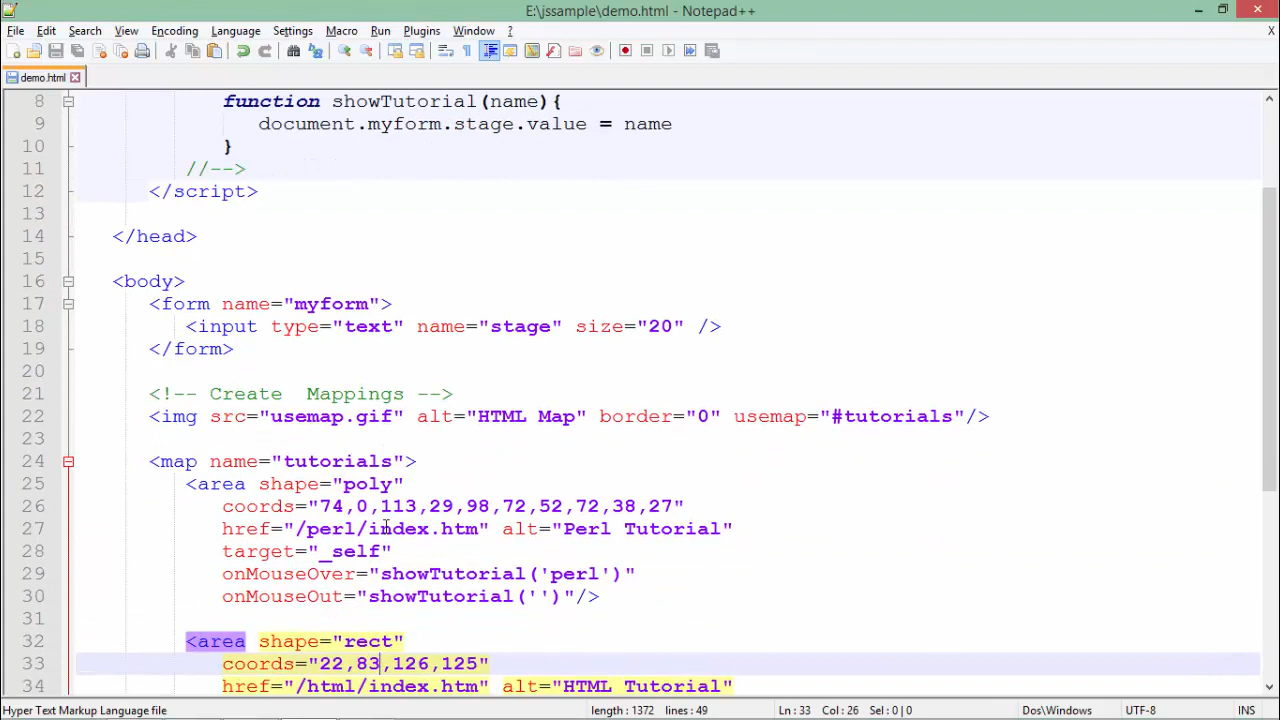 E:\jssample\demo.html - Notepad++
File Edit Search View Encoding Language Settings Macro Run Plugins Window ? X
demo.html
8 function showTutorial(name){
9 document.myform.stage.value = name
10 }
11 //-->
12 </script>
13
14 </head>
15
16 <body>
17 <form name="myform">
18 <input type="text" name="stage" size="20" />
19 </form>
20
21 <!-- Create  Mappings -->
22 <img src="usemap.gif" alt="HTML Map" border="0" usemap="#tutorials"/>
23
24 <map name="tutorials">
25 <area shape="poly"
26 coords="74,0,113,29,98,72,52,72,38,27"
27 href="/perl/index.htm" alt="Perl Tutorial"
28 target="_self"
29 onMouseOver="showTutorial('perl')"
30 onMouseOut="showTutorial('')"/>
31
32 <area shape="rect"
33 coords="22,83,126,125"
34 href="/html/index.htm" alt="HTML Tutorial"
Hyper Text Markup Language file length : 1372 lines : 49 Ln : 33 Col : 26 Sel : 0 | 0 Dos\Windows UTF-8 INS